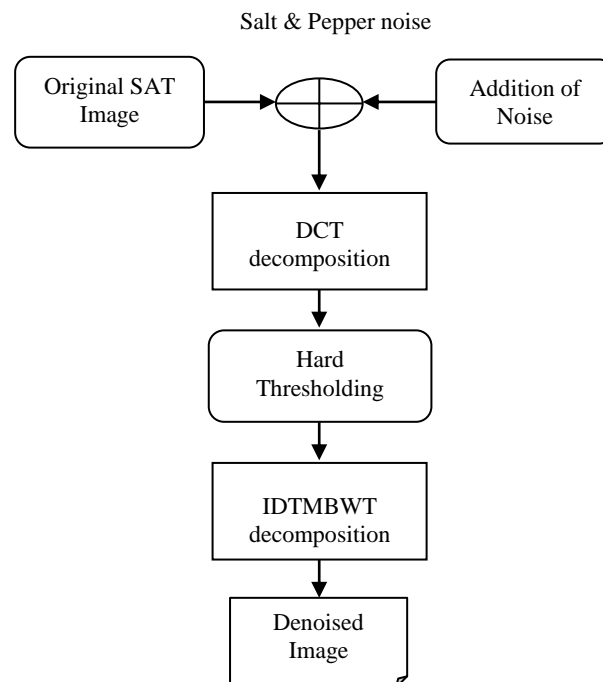 Salt & Pepper noise
Original SAT
Image
Addition of
Noise
DCT
decomposition
Hard
Thresholding
IDTMBWT
decomposition
Denoised
Image